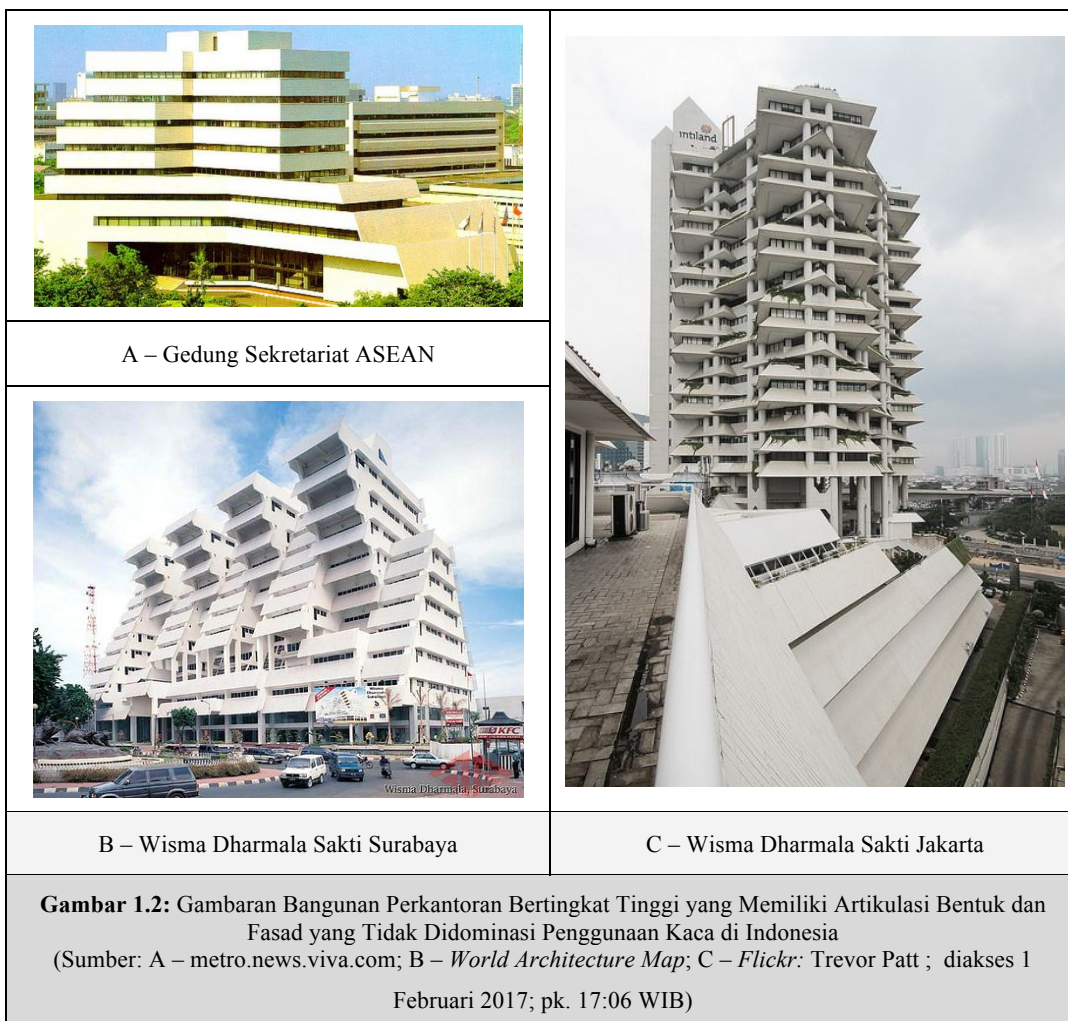 A – Gedung Sekretariat ASEAN
intiland
Wisma Dharmala, Surabaya
KFC
B – Wisma Dharmala Sakti Surabaya
C – Wisma Dharmala Sakti Jakarta
Gambar 1.2: Gambaran Bangunan Perkantoran Bertingkat Tinggi yang Memiliki Artikulasi Bentuk dan
Fasad yang Tidak Didominasi Penggunaan Kaca di Indonesia
(Sumber: A – metro.news.viva.com; B – World Architecture Map; C – Flickr: Trevor Patt ; diakses 1
Februari 2017; pk. 17:06 WIB)